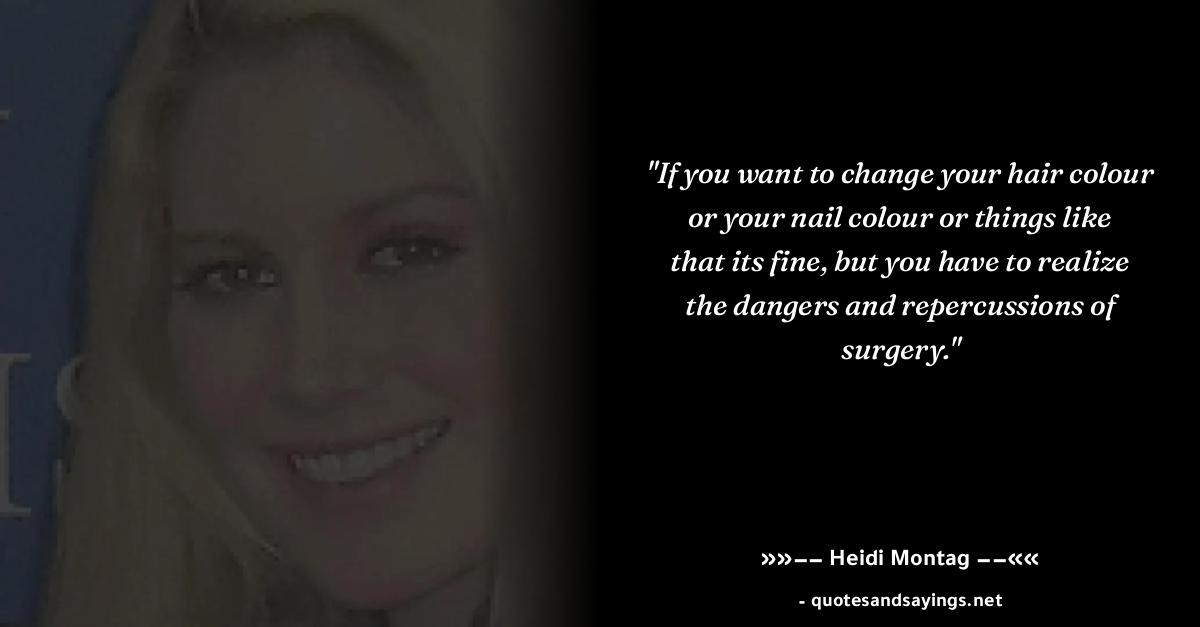 "If you want to change your hair colour
or your nail colour or things like
that its fine, but you have to realize
the dangers and repercussions of
surgery."
»»−− Heidi Montag −−««
- quotesandsayings.net